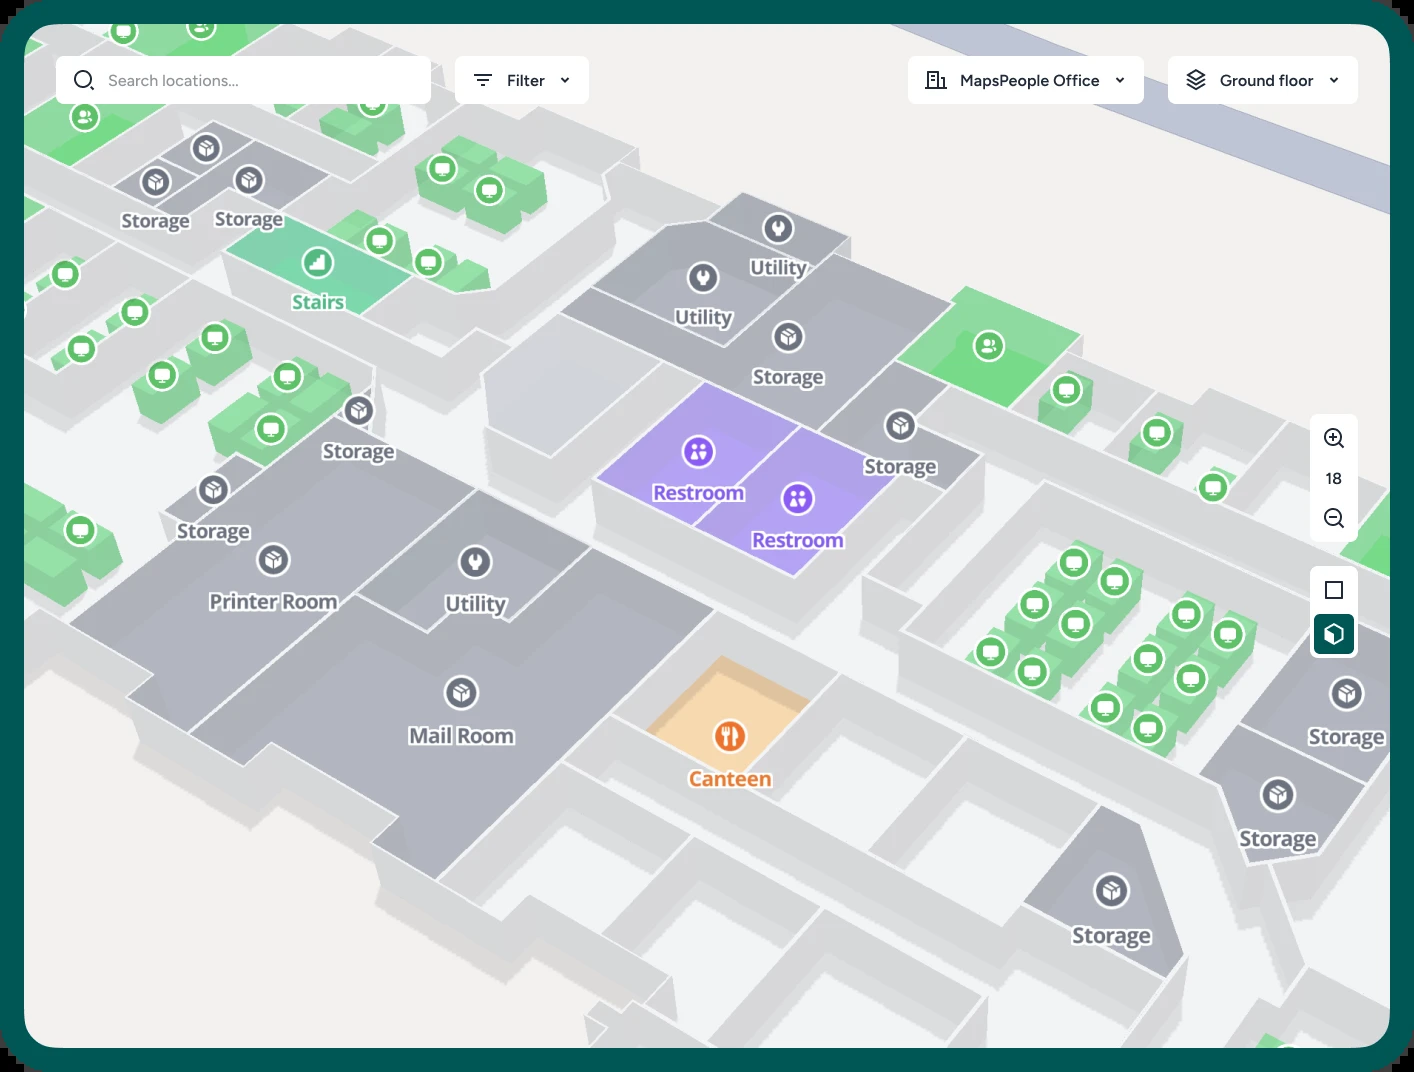 Search locations...
Filter
MapsPeople Office
Ground floor
Storage
Storage
Stairs
Utility
Utility
Storage
Storage
Storage
Restroom
Restroom
Storage
Printer Room
Utility
18
Mail Room
Storage
Canteen
Storage
Storage